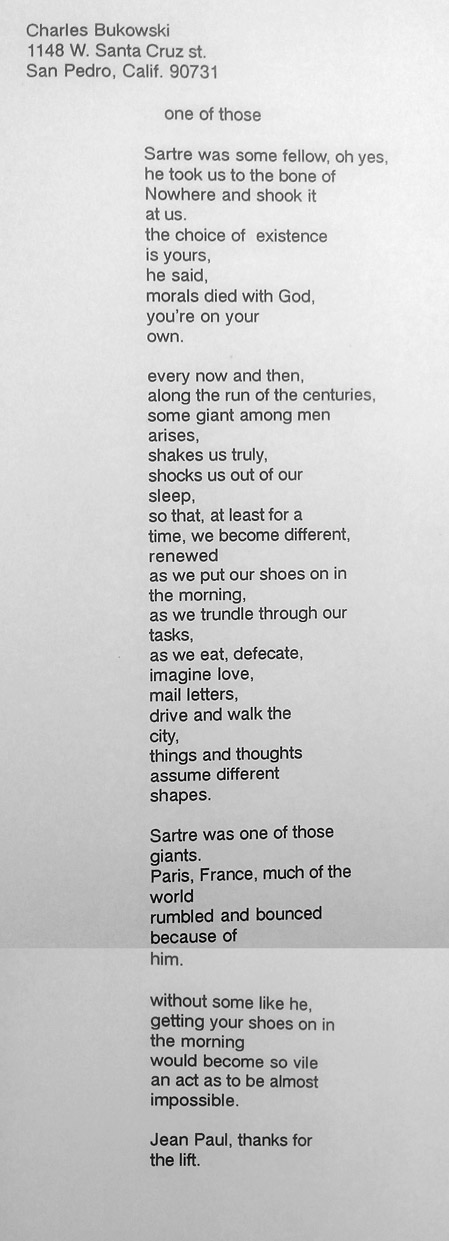 Charles Bukowski
1148 W. Santa Cruz st.
San Pedro, Calif. 90731
one of those
Sartre was some fellow, oh yes,
he took us to the bone of
Nowhere and shook it
at us.
the choice of  existence
is yours,
he said,
morals died with God,
you're on your
own.
every now and then,
along the run of the centuries,
some giant among men
arises,
shakes us truly,
shocks us out of our
sleep,
so that, at least for a
time, we become different,
renewed
as we put our shoes on in
the morning,
as we trundle through our
tasks,
as we eat, defecate,
imagine love,
mail letters,
drive and walk the
city,
things and thoughts
assume different
shapes.
Sartre was one of those
giants.
Paris, France, much of the
world
rumbled and bounced
because of
him.
without some like he,
getting your shoes on in
the morning
would become so vile
an act as to be almost
impossible.
Jean Paul, thanks for
the lift.